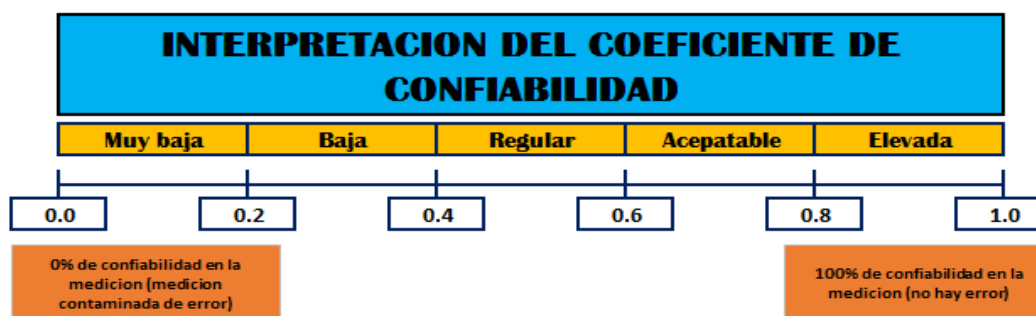 INTERPRETACION DEL COEFICIENTE DE
CONFIABILIDAD
Muy baja Baja Regular Acepatable Elevada
0.0 0.2 0.4 0.6 0.8 1.0
0% de confiabilidad en la
medicion (medicion
contaminada de error)
100% de confiabilidad en la
medicion (no hay error)